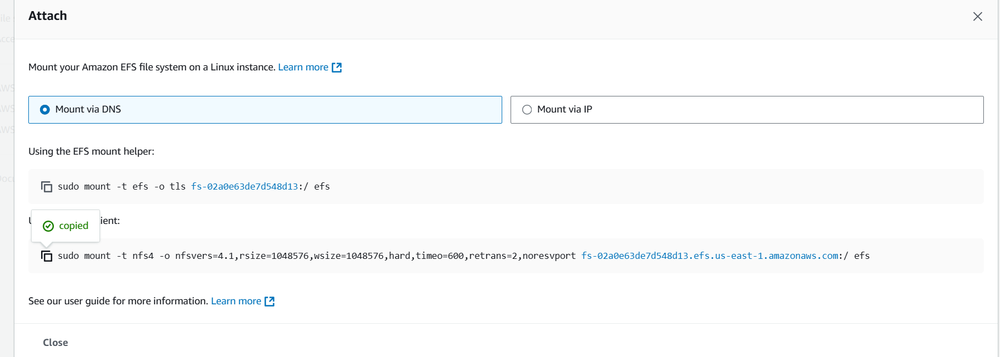 Attach
Mount your Amazon EFS file system on a Linux instance. Learn more
Mount via DNS
Mount via IP
Using the EFS mount helper:
sudo mount -t efs -o tls fs-02a0e63de7d548d13:/ efs
copied
sudo mount -t nfs4 -o nfsvers=4.1,rsize=1048576,wsize=1048576,hard,timeo=600,retrans=2,noresvport fs-02a0e63de7d548d13.efs.us-east-1.amazonaws.com:/ efs
See our user guide for more information. Learn more
Close